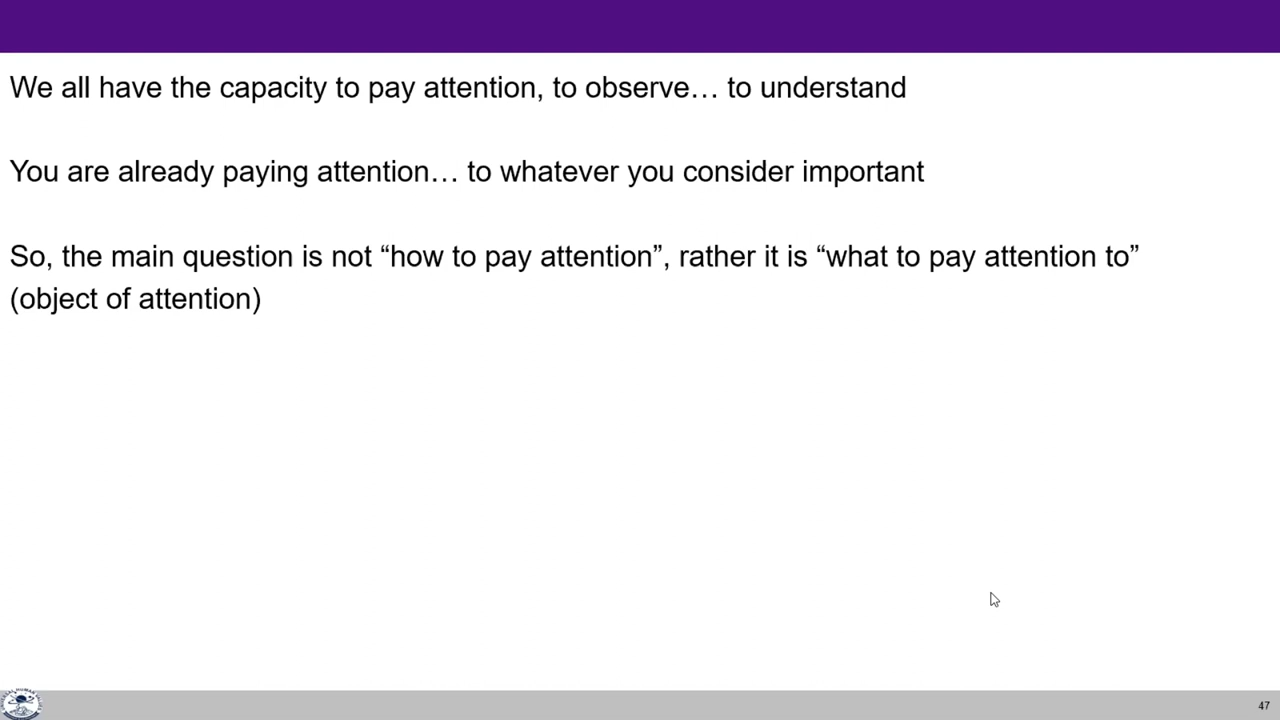 We all have the capacity to pay attention, to observe… to understand
You are already paying attention… to whatever you consider important
So, the main question is not “how to pay attention”, rather it is “what to pay attention to”
(object of attention)
47